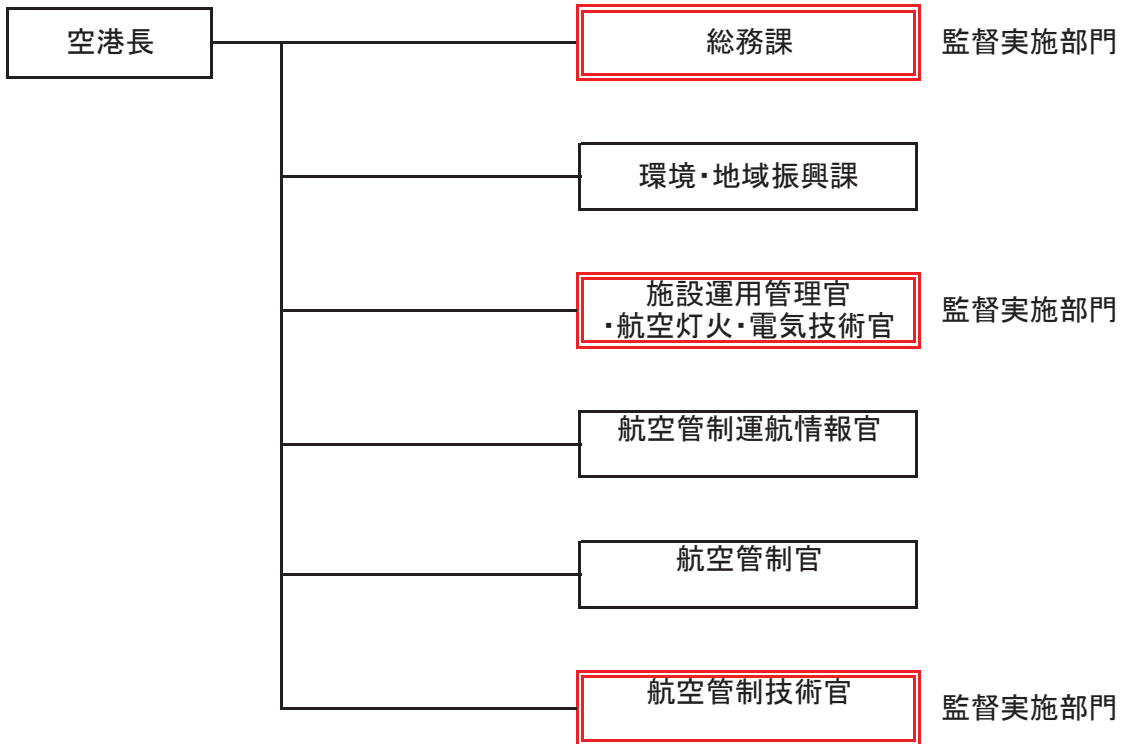 空港長
総務課
監督実施部門
環境・地域振興課
施設運用管理官
・航空灯火・電気技術官
監督実施部門
航空管制運航情報官
航空管制官
航空管制技術官
監督実施部門